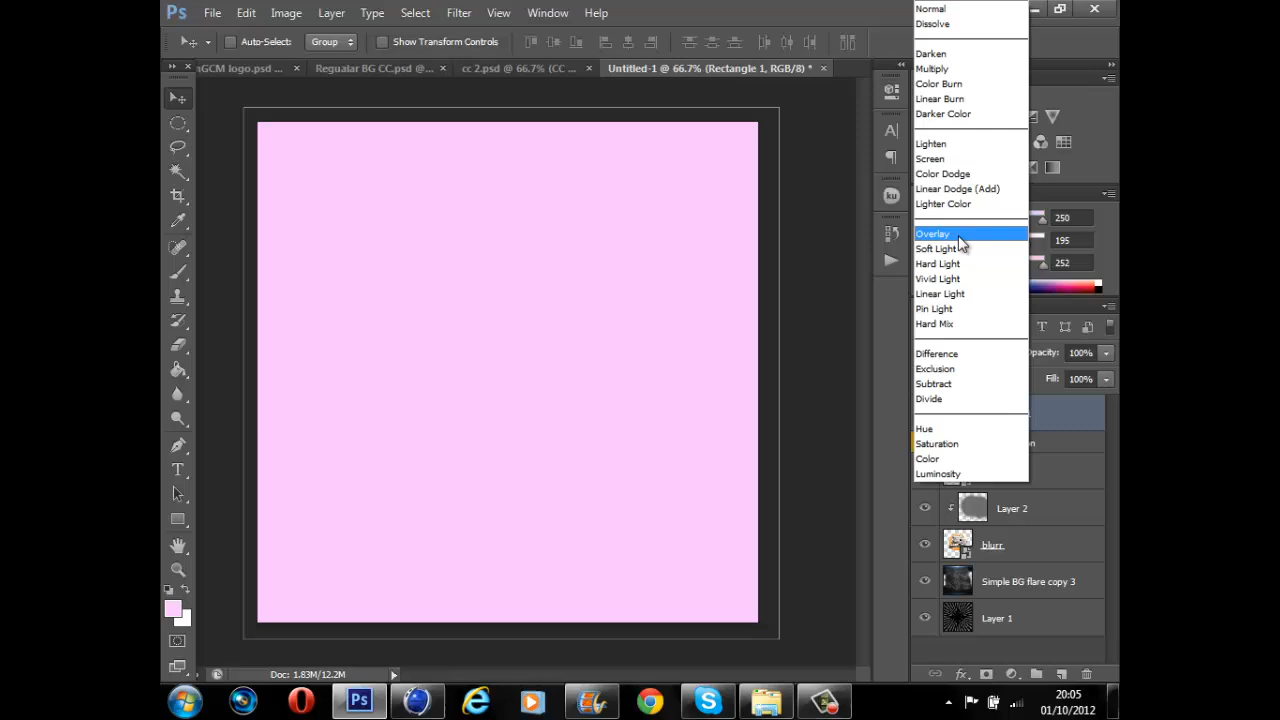 Ps File Edit Image Layer Type Select Filter View Window Help
Auto-Select: Group Show Transform Controls
Regualar BG CC.psd @... × cc 2.psd @ 66.7% (CC ... × Untitled-1 @ 66.7% (Rectangle 1, RGB/8) * ×
Normal
Dissolve
Darken
Multiply
Color Burn
Linear Burn
Darker Color
Lighten
Screen
Color Dodge
Linear Dodge (Add)
Lighter Color
Overlay
Soft Light
Hard Light
Vivid Light
Linear Light
Pin Light
Hard Mix
Difference
Exclusion
Subtract
Divide
Hue
Saturation
Color
Luminosity
ku
250
195
252
Opacity: 100%
Fill: 100%
Layer 2
blurr
Simple BG flare copy 3
Layer 1
fx
Doc: 1.83M/12.2M
Ps
20:05
01/10/2012